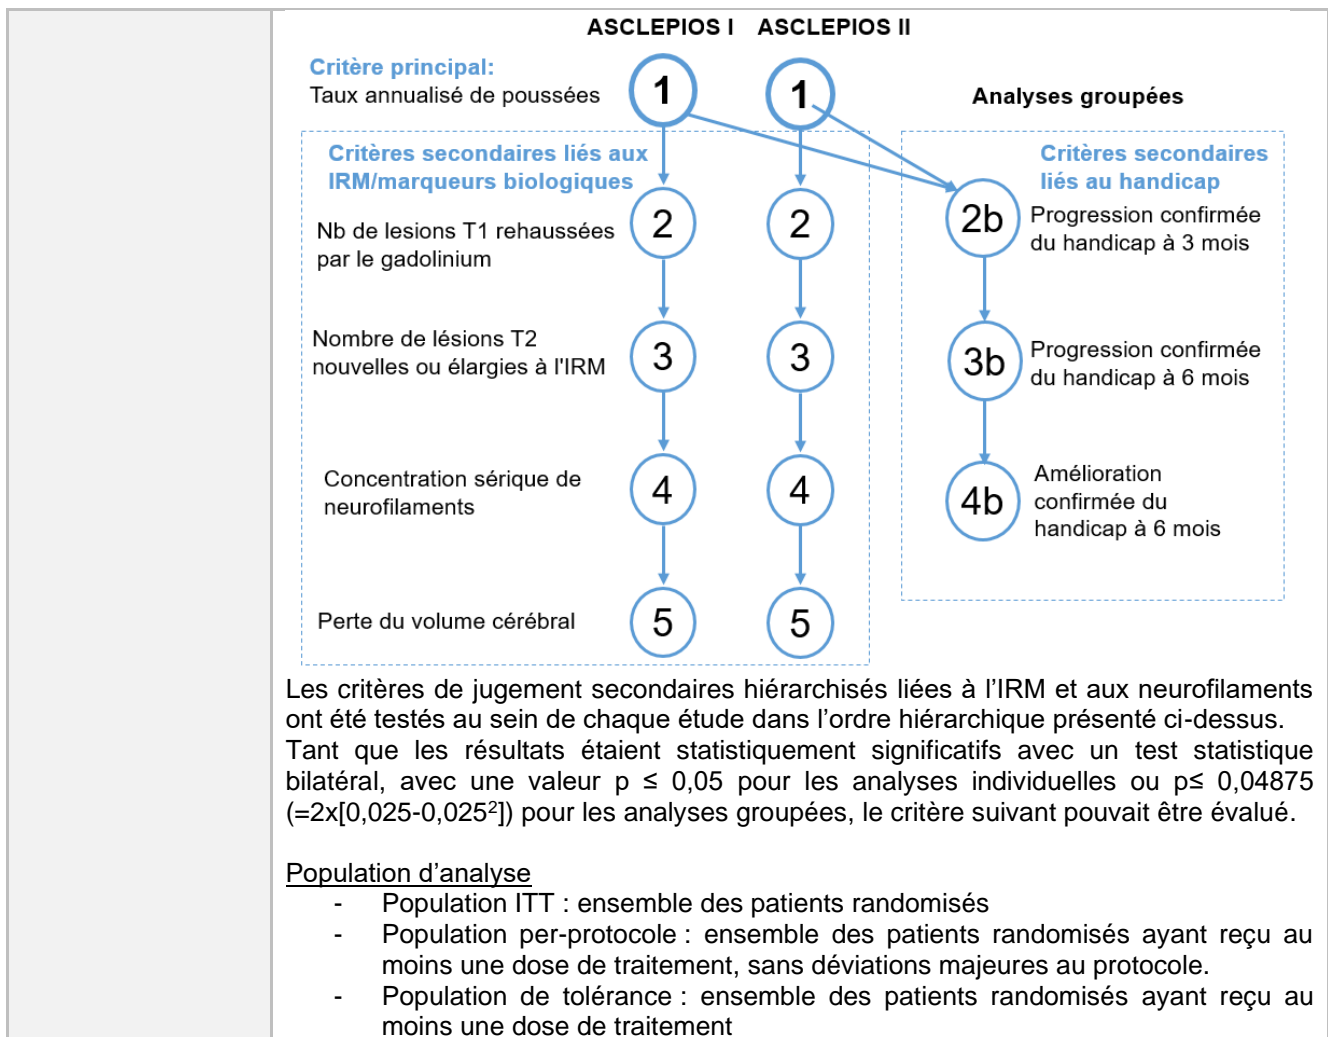 ASCLEPIOS I ASCLEPIOS II
Critère principal:
Taux annualisé de poussées
1
1
Analyses groupées
Critères secondaires liés aux
IRM/marqueurs biologiques
Critères secondaires
liés au handicap
Nb de lesions T1 rehaussées
par le gadolinium
2
2
2b
Progression confirmée
du handicap à 3 mois
Nombre de lésions T2
nouvelles ou élargies à l'IRM
3
3
3b
Progression confirmée
du handicap à 6 mois
Concentration sérique de
neurofilaments
4
4
4b
Amélioration
confirmée du
handicap à 6 mois
Perte du volume cérébral
5
5
Les critères de jugement secondaires hiérarchisés liées à l’IRM et aux neurofilaments
ont été testés au sein de chaque étude dans l’ordre hiérarchique présenté ci-dessus.
Tant que les résultats étaient statistiquement significatifs avec un test statistique
bilatéral, avec une valeur p ≤ 0,05 pour les analyses individuelles ou p≤ 0,04875
(=2x[0,025-0,025²]) pour les analyses groupées, le critère suivant pouvait être évalué.
Population d’analyse
- Population ITT : ensemble des patients randomisés
- Population per-protocole : ensemble des patients randomisés ayant reçu au
moins une dose de traitement, sans déviations majeures au protocole.
- Population de tolérance : ensemble des patients randomisés ayant reçu au
moins une dose de traitement